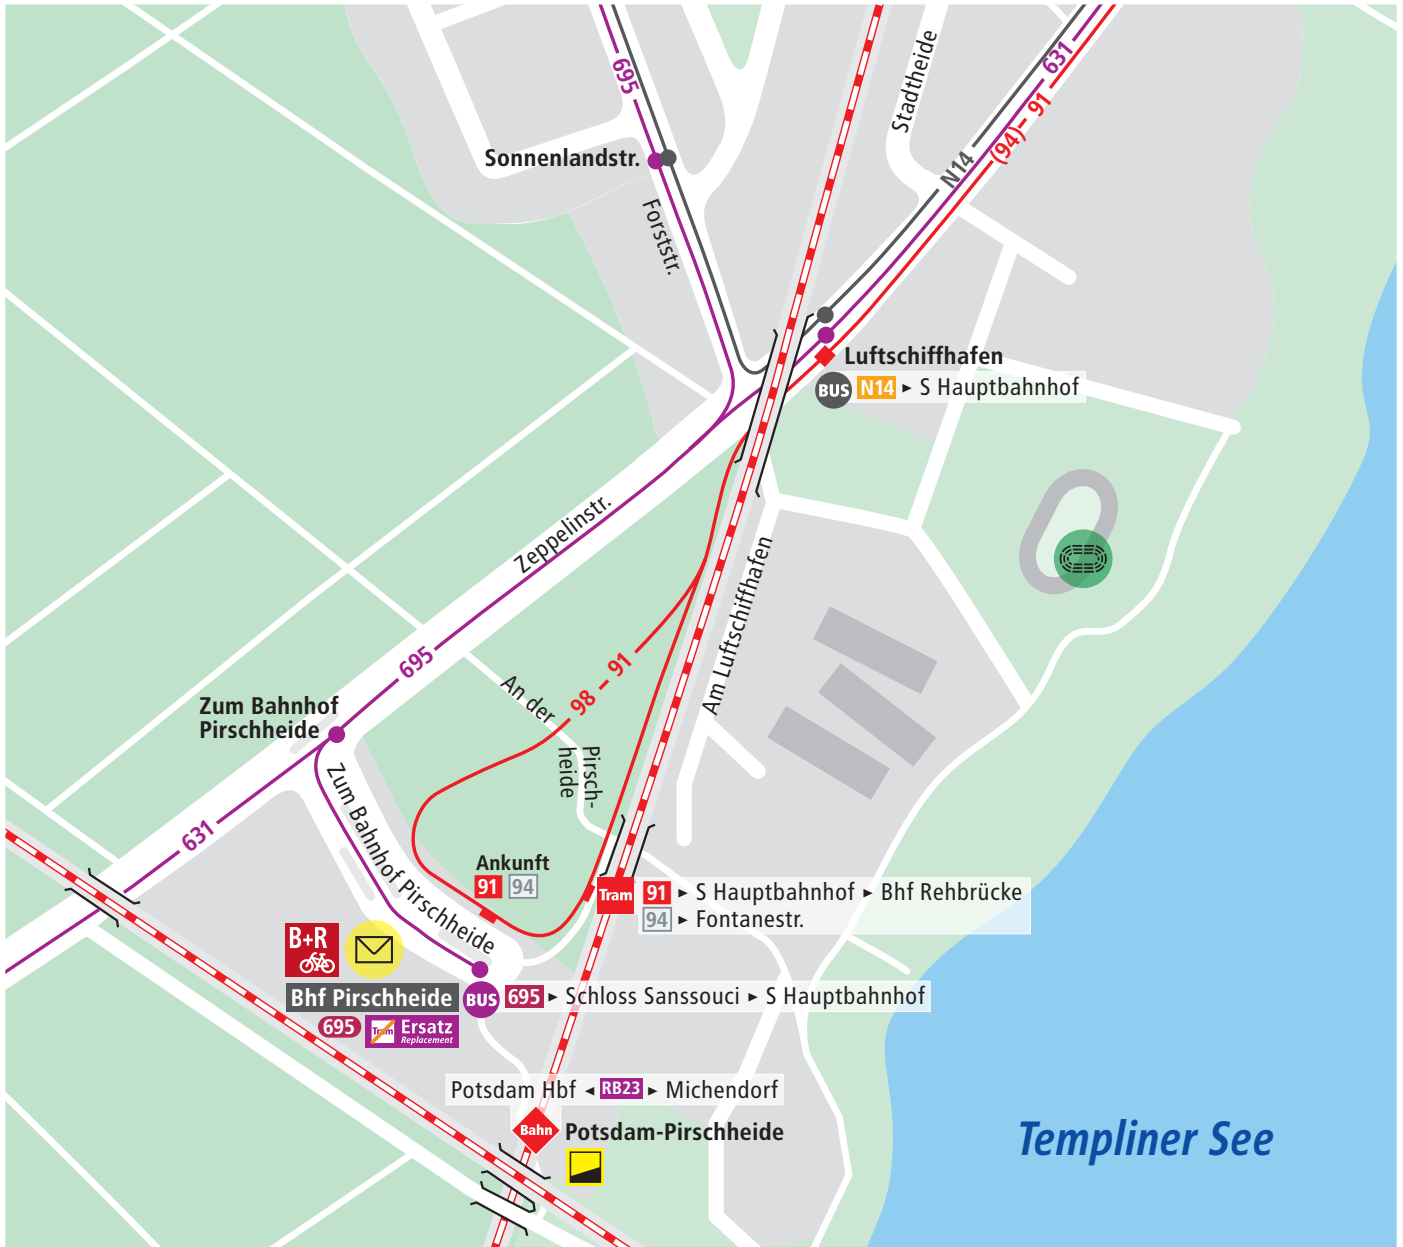 695
Stadtheide
631
(94)
91
N14
Sonnenlandstr.
Forststr.
Luftschiffhafen
BUS N14 ▸ S Hauptbahnhof
Zeppelinstr.
Am Luftschiffhafen
695
98 – 91
An der
Pirsch-
heide
Zum Bahnhof
Pirschheide
Zum Bahnhof Pirschheide
631
Ankunft
91 94
Tram 91 ▸ S Hauptbahnhof ▸ Bhf Rehbrücke
94 ▸ Fontanestr.
B+R
Bhf Pirschheide BUS 695 ▸ Schloss Sanssouci ▸ S Hauptbahnhof
695 Tram Ersatz
Replacement
Potsdam Hbf ◂ RB23 ▸ Michendorf
Bahn Potsdam-Pirschheide
Templiner See